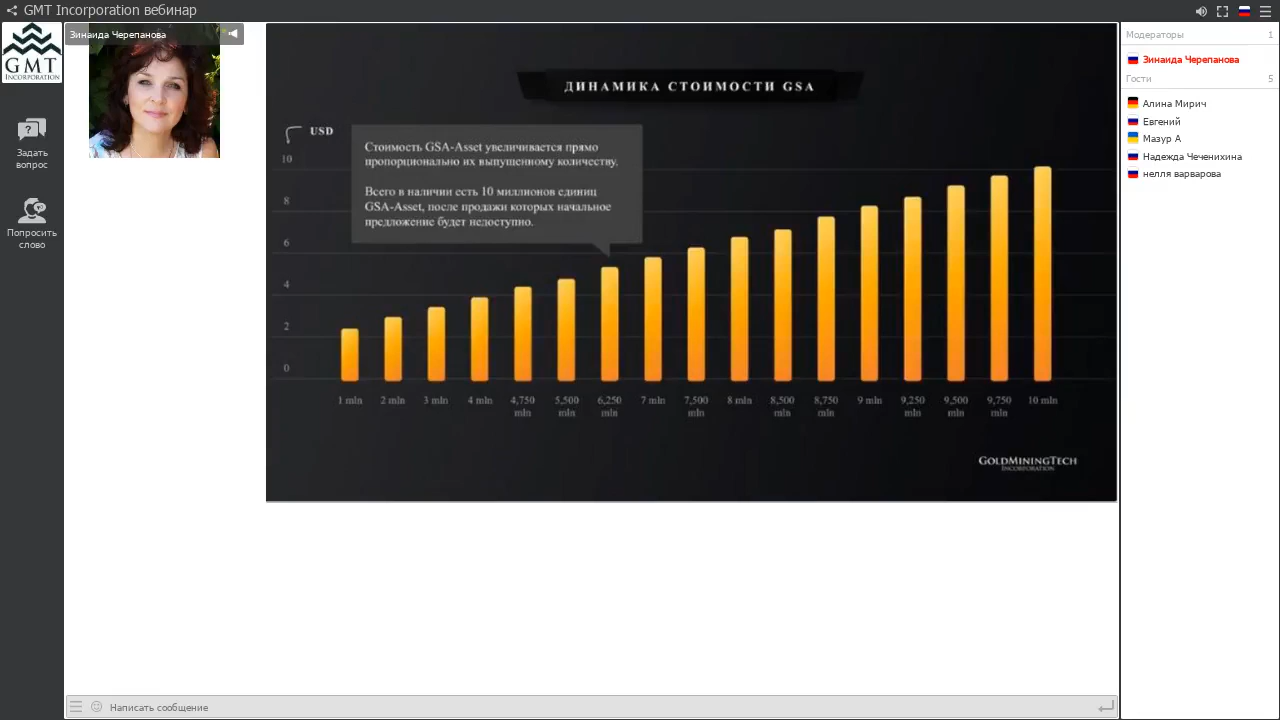 GMT Incorporation вебинар
GMT
INCORPORATION
Задать
вопрос
Попросить
слово
Зинаида Черепанова
ДИНАМИКА СТОИМОСТИ GSA
USD
Стоимость GSA-Asset увеличивается прямо
пропорционально их выпущенному количеству.
Всего в наличии есть 10 миллионов единиц
GSA-Asset, после продажи которых начальное
предложение будет недоступно.
10
8
6
4
2
0
1 mln 2 mln 3 mln 4 mln 4,750 mln 5,500 mln 6,250 mln 7 mln 7,500 mln 8 mln 8,500 mln 8,750 mln 9 mln 9,250 mln 9,500 mln 9,750 mln 10 mln
GOLDMININGTECH
INCORPORATION
Написать сообщение
Модераторы 1
Зинаида Черепанова
Гости 5
Алина Мирич
Евгений
Мазур А
Надежда Чеченихина
нелля варварова